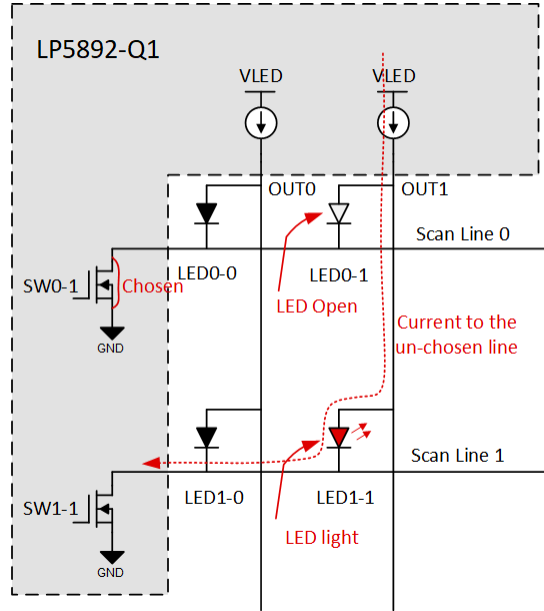 LP5892-Q1
VLED
VLED
OUT0
OUT1
Scan Line 0
LED0-0
LED0-1
SW0-1
Chosen
LED Open
GND
Current to the
un-chosen line
Scan Line 1
LED1-0
LED1-1
SW1-1
LED light
GND